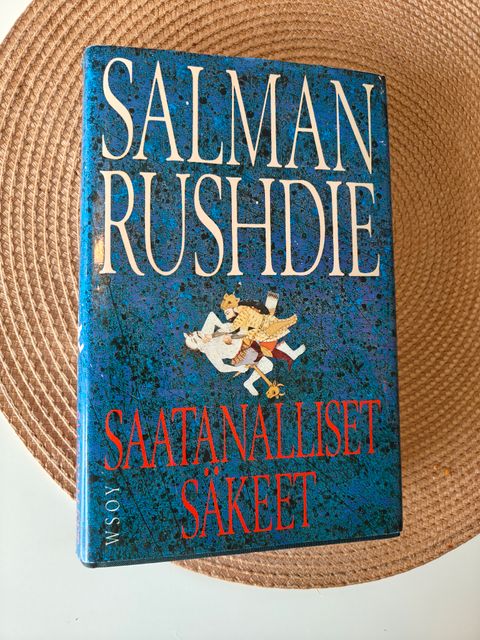 SALMAN
RUSHDIE
SAATANALLISET
SÄKEET
WSOY